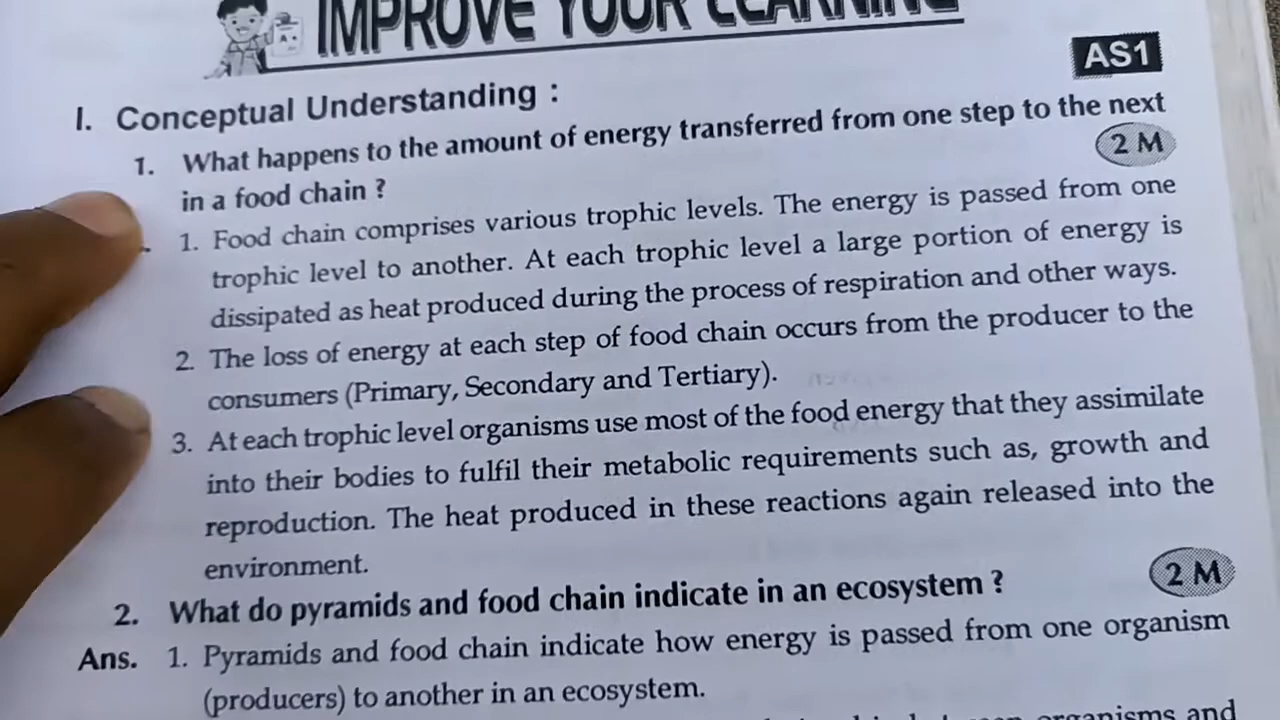 IMPROVE YOUR LEARNING
AS1
I. Conceptual Understanding :
1. What happens to the amount of energy transferred from one step to the next
in a food chain ? 2 M
1. Food chain comprises various trophic levels. The energy is passed from one
trophic level to another. At each trophic level a large portion of energy is
dissipated as heat produced during the process of respiration and other ways.
2. The loss of energy at each step of food chain occurs from the producer to the
consumers (Primary, Secondary and Tertiary).
3. At each trophic level organisms use most of the food energy that they assimilate
into their bodies to fulfil their metabolic requirements such as, growth and
reproduction. The heat produced in these reactions again released into the
environment.
2. What do pyramids and food chain indicate in an ecosystem ? 2 M
Ans. 1. Pyramids and food chain indicate how energy is passed from one organism
(producers) to another in an ecosystem.
organisms and